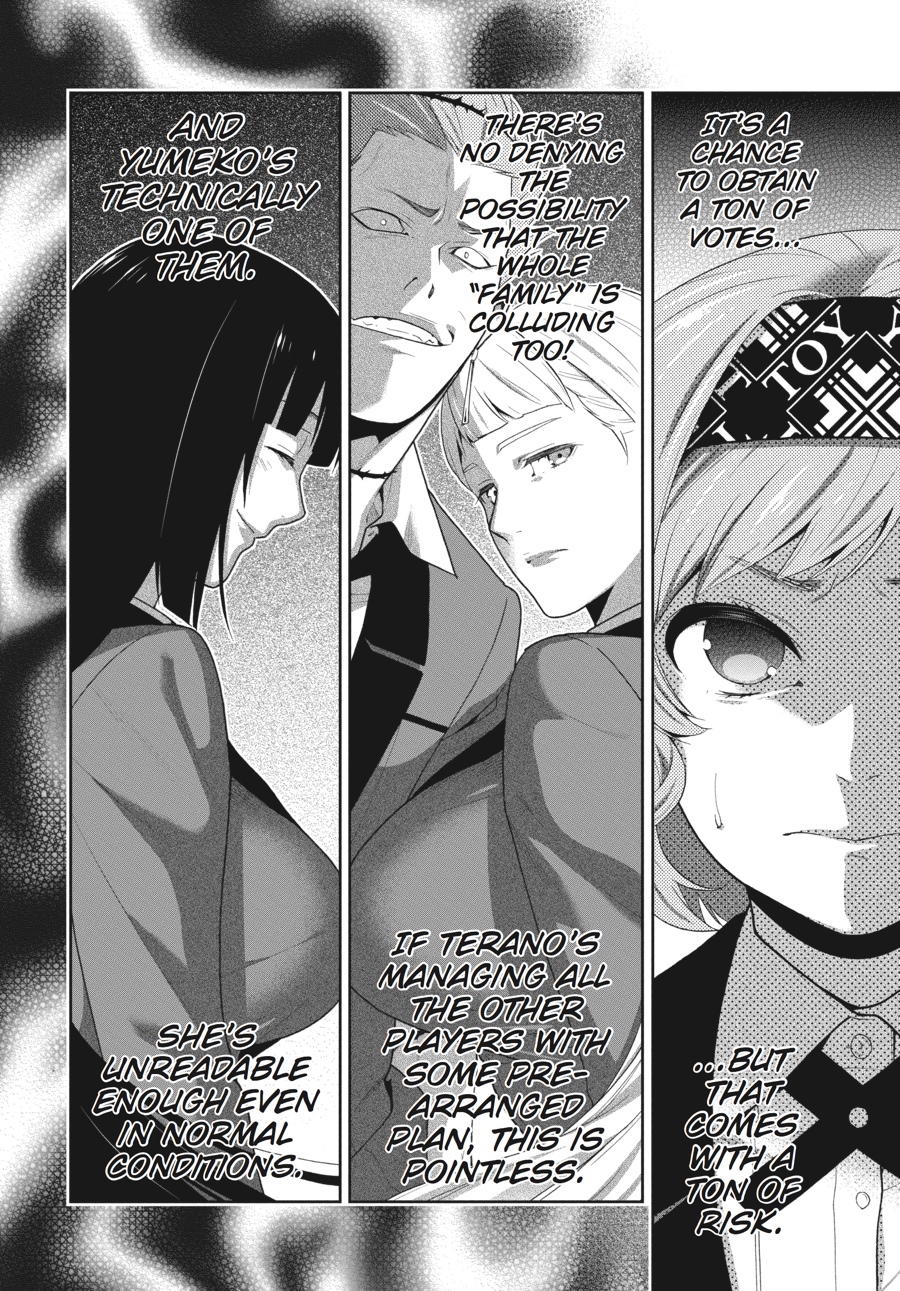 IT'S A
CHANCE
TO OBTAIN
A TON OF
VOTES...
TOY
...BUT
THAT
COMES
WITH A
TON OF
RISK.
THERE'S
NO DENYING
THE
POSSIBILITY
THAT THE
WHOLE
"FAMILY" IS
COLLUDING
TOO!
IF TERANO'S
MANAGING ALL
THE OTHER
PLAYERS WITH
SOME PRE-
ARRANGED
PLAN, THIS IS
POINTLESS.
AND
YUMEKO'S
TECHNICALLY
ONE OF
THEM.
SHE'S
UNREADABLE
ENOUGH EVEN
IN NORMAL
CONDITIONS.